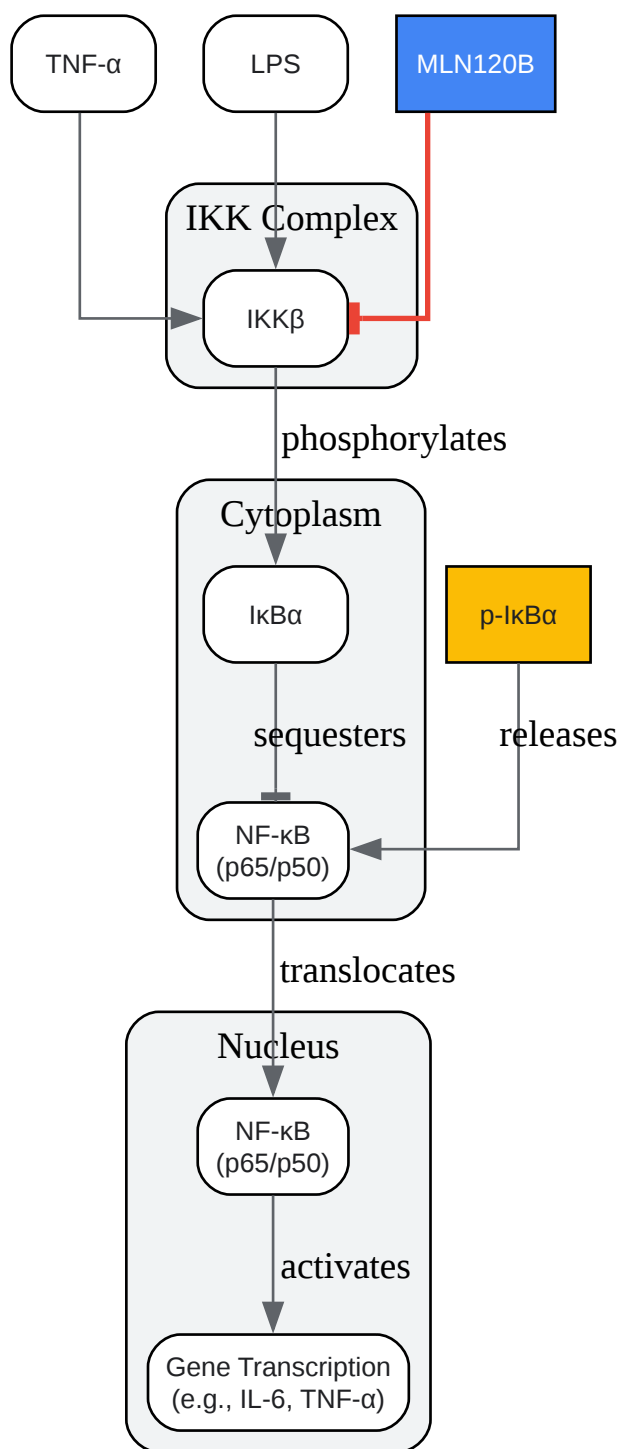 TNF-α
LPS
MLN120B
IKK Complex
IKKβ
phosphorylates
Cytoplasm
IκBα
p-IκBα
sequesters
releases
NF-κB
(p65/p50)
translocates
Nucleus
NF-κB
(p65/p50)
activates
Gene Transcription
(e.g., IL-6, TNF-α)